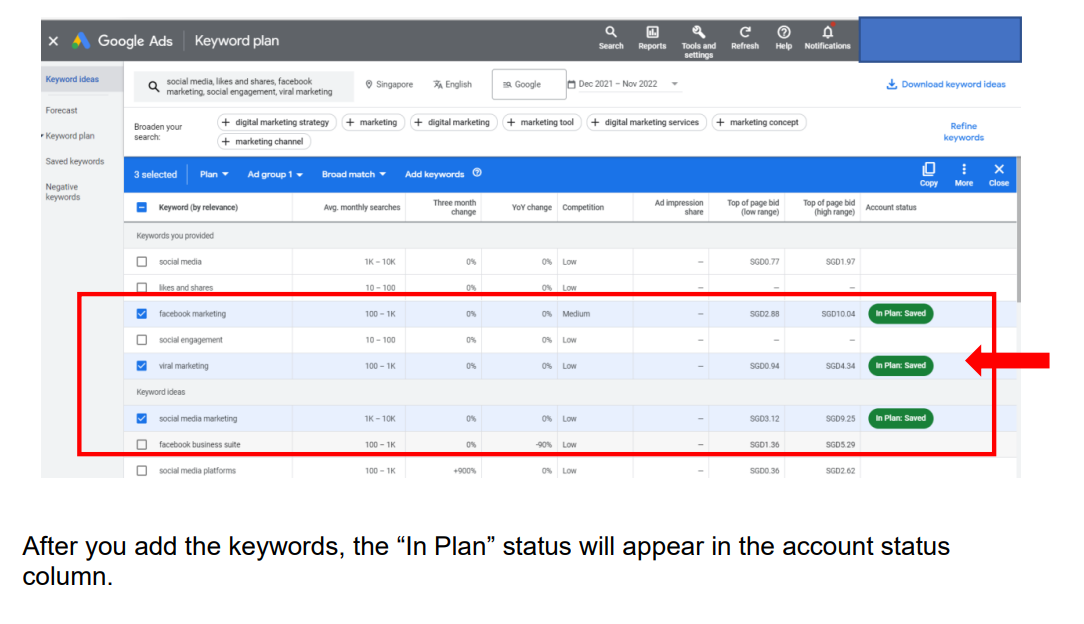 Google Ads Keyword plan
Search Reports Tools and settings Refresh Help Notifications
Keyword ideas
Forecast
Keyword plan
Saved keywords
Negative
keywords
social media, likes and shares, facebook
marketing, social engagement, viral marketing
Singapore English Google Dec 2021 – Nov 2022 Download keyword ideas
Broaden your
search:
+ digital marketing strategy + marketing + digital marketing + marketing tool + digital marketing services + marketing concept
+ marketing channel
Refine
keywords
3 selected Plan Ad group 1 Broad match Add keywords Copy More Close
Keyword (by relevance) Avg. monthly searches Three month change YoY change Competition Ad impression share Top of page bid (low range) Top of page bid (high range) Account status
Keywords you provided
social media 1K – 10K 0% 0% Low – SGD0.77 SGD1.97
likes and shares 10 – 100 0% 0% Low – – –
facebook marketing 100 – 1K 0% 0% Medium – SGD2.88 SGD10.04 In Plan: Saved
social engagement 10 – 100 0% 0% Low – – –
viral marketing 100 – 1K 0% 0% Low – SGD0.94 SGD4.34 In Plan: Saved
Keyword ideas
social media marketing 1K – 10K 0% 0% Low – SGD3.12 SGD9.25 In Plan: Saved
facebook business suite 100 – 1K 0% -90% Low – SGD1.36 SGD5.29
social media platforms 100 – 1K +900% 0% Low – SGD0.36 SGD2.62
After you add the keywords, the “In Plan” status will appear in the account status
column.